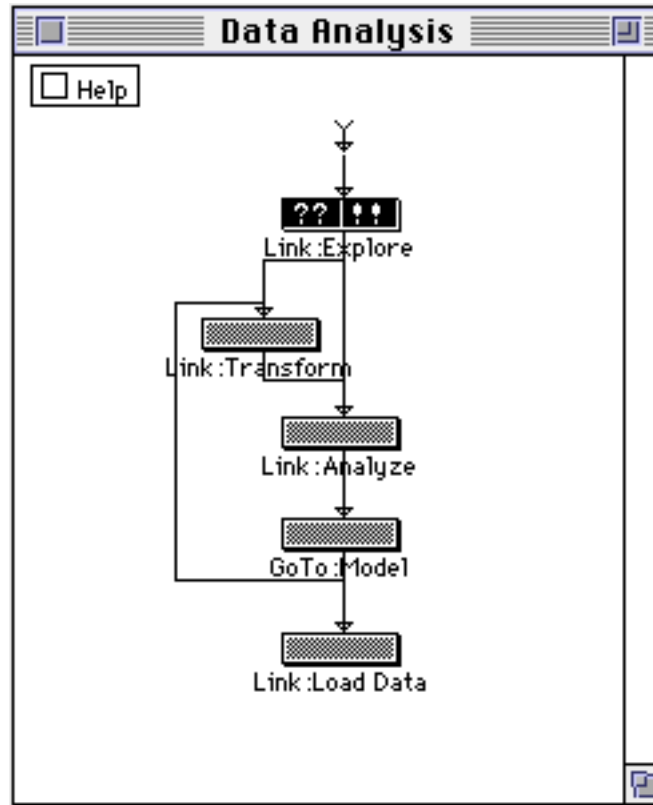 Data Analysis
Help
?? !!
Link:Explore
Link:Transform
Link:Analyze
GoTo:Model
Link:Load Data